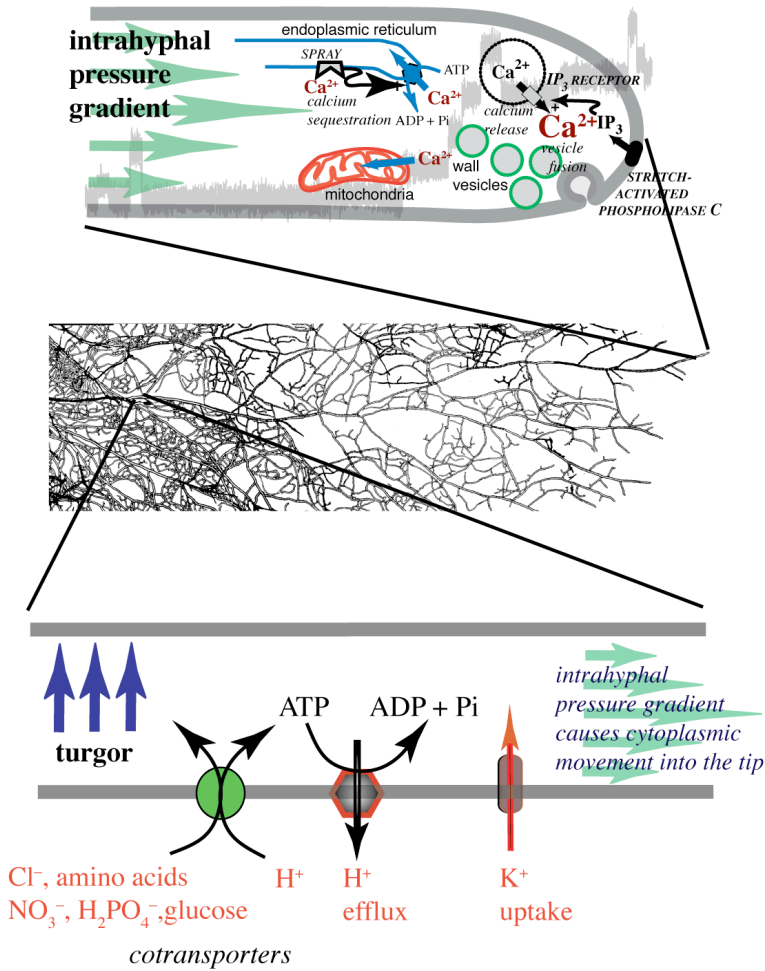 endoplasmic reticulum
intrahyphal
pressure
gradient
SPRAY
ATP
Ca²⁺
Ca²⁺
calcium
sequestration
ADP + Pi
Ca²⁺
IP₃ RECEPTOR
calcium
release
+
Ca²⁺IP₃
vesicle
fusion
Ca²⁺
wall
vesicles
mitochondria
STRETCH-
ACTIVATED
PHOSPHOLIPASE C
turgor
ATP
ADP + Pi
intrahyphal
pressure gradient
causes cytoplasmic
movement into the tip
Cl⁻, amino acids
NO₃⁻, H₂PO₄⁻,glucose
H⁺
H⁺
efflux
K⁺
uptake
cotransporters